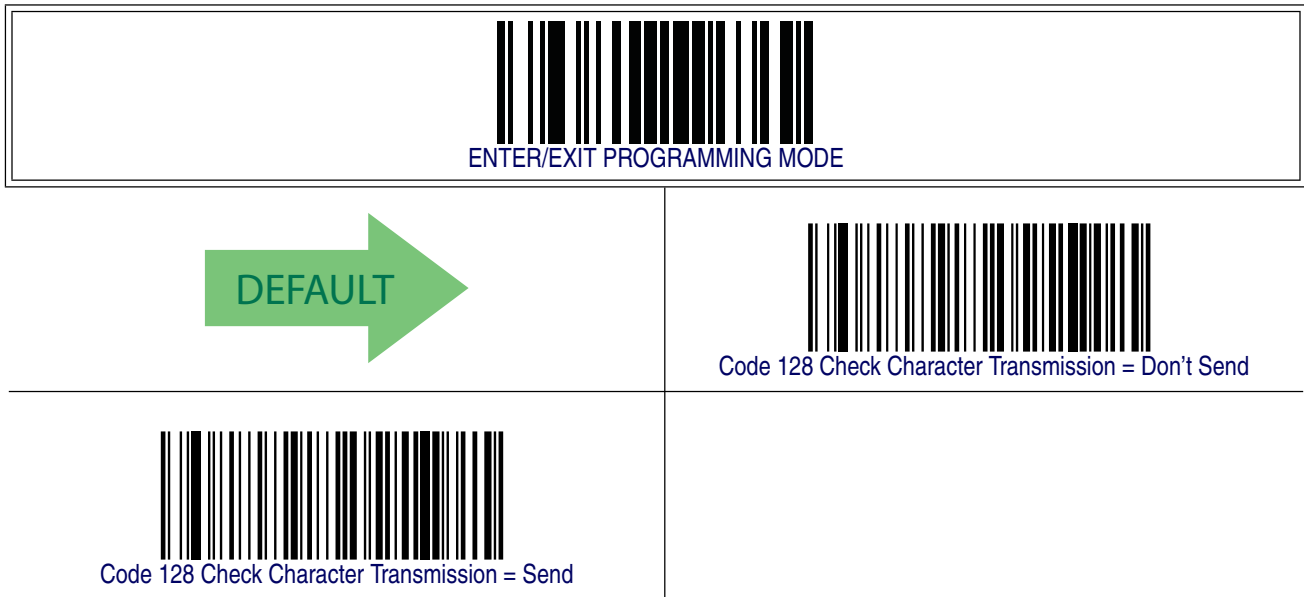 ENTER/EXIT PROGRAMMING MODE
DEFAULT
Code 128 Check Character Transmission = Don’t Send
Code 128 Check Character Transmission = Send